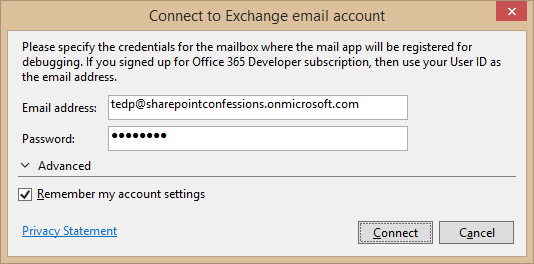 Connect to Exchange email account
Please specify the credentials for the mailbox where the mail app will be registered for
debugging. If you signed up for Office 365 Developer subscription, then use your User ID as
the email address.
Email address: tedp@sharepointconfessions.onmicrosoft.com
Password: ●●●●●●●●
Advanced
Remember my account settings
Privacy Statement Connect Cancel